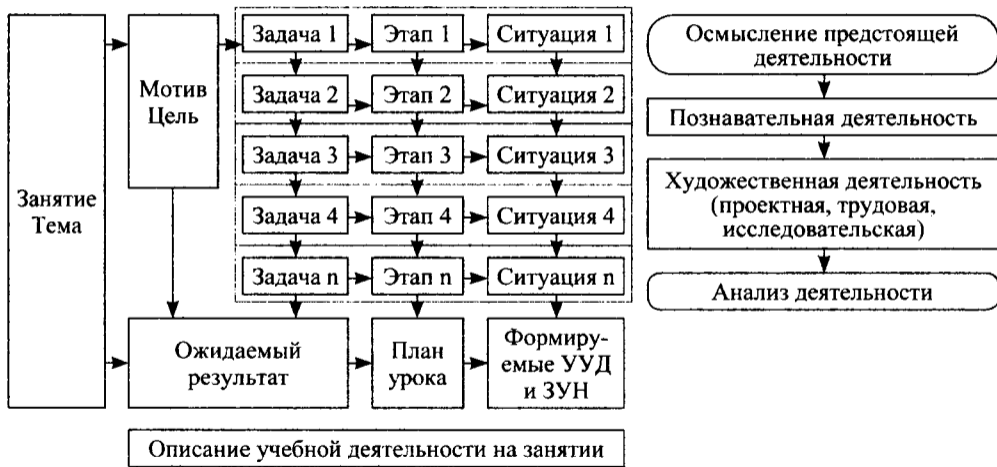 Занятие
Тема
Мотив
Цель
Задача 1
Этап 1
Ситуация 1
Задача 2
Этап 2
Ситуация 2
Задача 3
Этап 3
Ситуация 3
Задача 4
Этап 4
Ситуация 4
Задача n
Этап n
Ситуация n
Ожидаемый
результат
План
урока
Формируе-
мые УУД
и ЗУН
Описание учебной деятельности на занятии
Осмысление предстоящей
деятельности
Познавательная деятельность
Художественная деятельность
(проектная, трудовая,
исследовательская)
Анализ деятельности